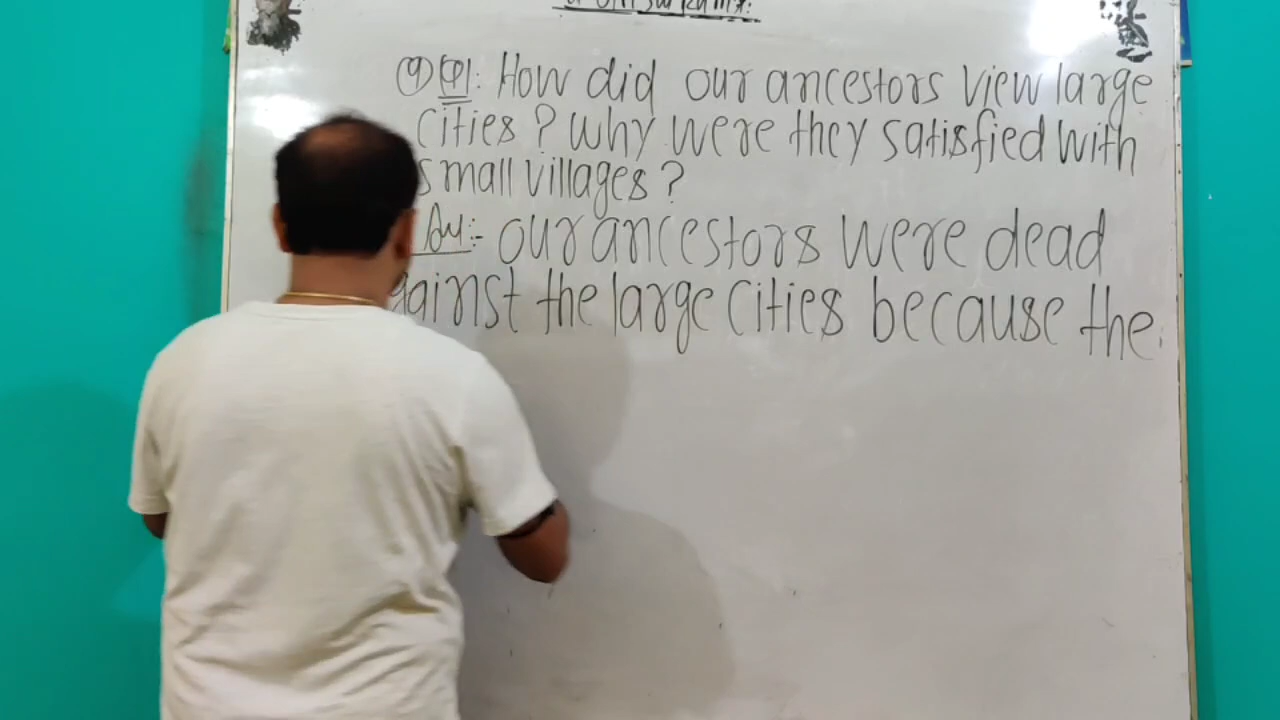 (9) Q1: How did our ancestors view large
cities? Why were they satisfied with
small villages?
Ans:- Our ancestors were dead
against the large cities because the